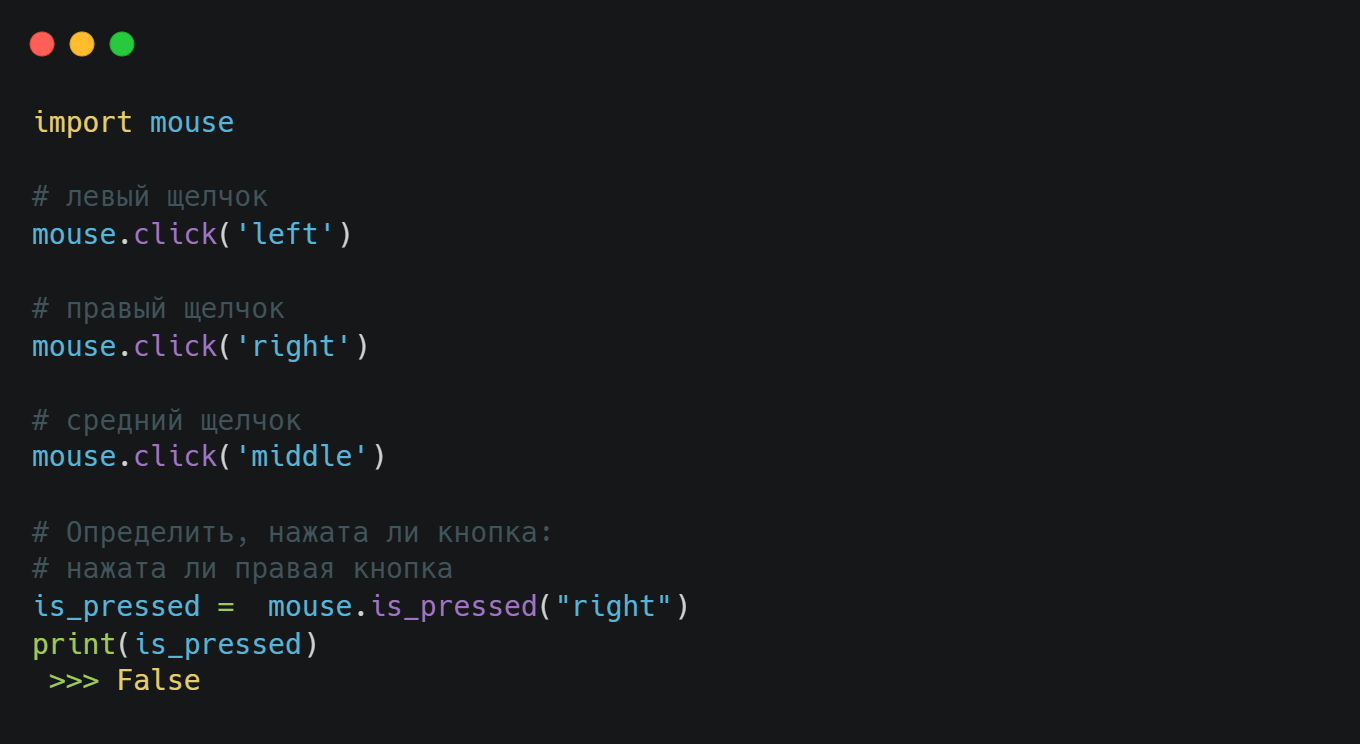 import mouse
# левый щелчок
mouse.click('left')
# правый щелчок
mouse.click('right')
# средний щелчок
mouse.click('middle')
# Определить, нажата ли кнопка:
# нажата ли правая кнопка
is_pressed =  mouse.is_pressed("right")
print(is_pressed)
 >>> False